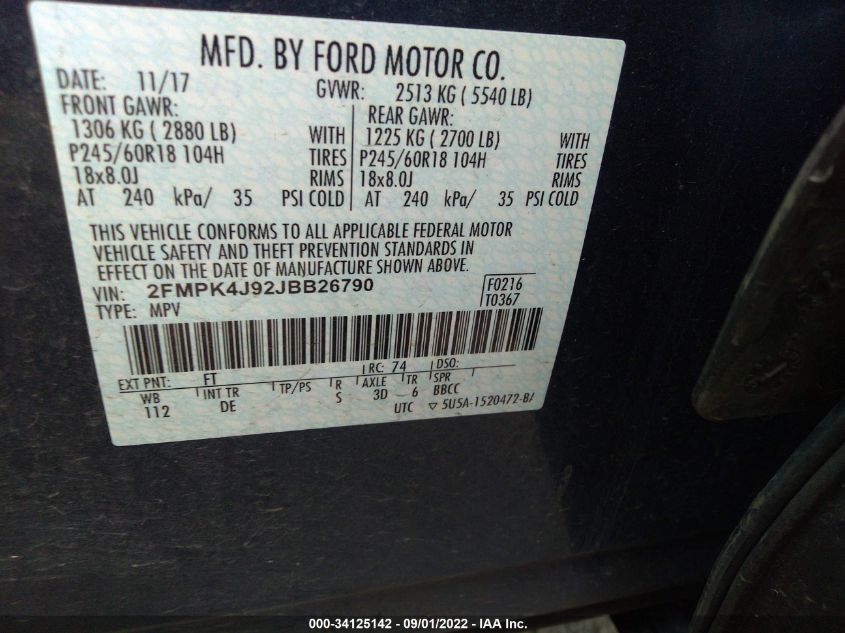 MFD. BY FORD MOTOR CO.
DATE: 11/17 GVWR: 2513 KG ( 5540 LB)
FRONT GAWR: REAR GAWR:
1306 KG ( 2880 LB) WITH 1225 KG ( 2700 LB) WITH
P245/60R18 104H TIRES P245/60R18 104H TIRES
18x8.0J RIMS 18x8.0J RIMS
AT 240 kPa/ 35 PSI COLD AT 240 kPa/ 35 PSI COLD
THIS VEHICLE CONFORMS TO ALL APPLICABLE FEDERAL MOTOR
VEHICLE SAFETY AND THEFT PREVENTION STANDARDS IN
EFFECT ON THE DATE OF MANUFACTURE SHOWN ABOVE.
VIN: 2FMPK4J92JBB26790 F0216
TYPE: MPV T0367
EXT PNT: FT RC: 74 DSO:
WB INT TR TP/PS R AXLE TR SPR
112 DE S 3D 6 BBCC
UTC ▽ 5U5A-1520472-B/
000-34125142 - 09/01/2022 - IAA Inc.